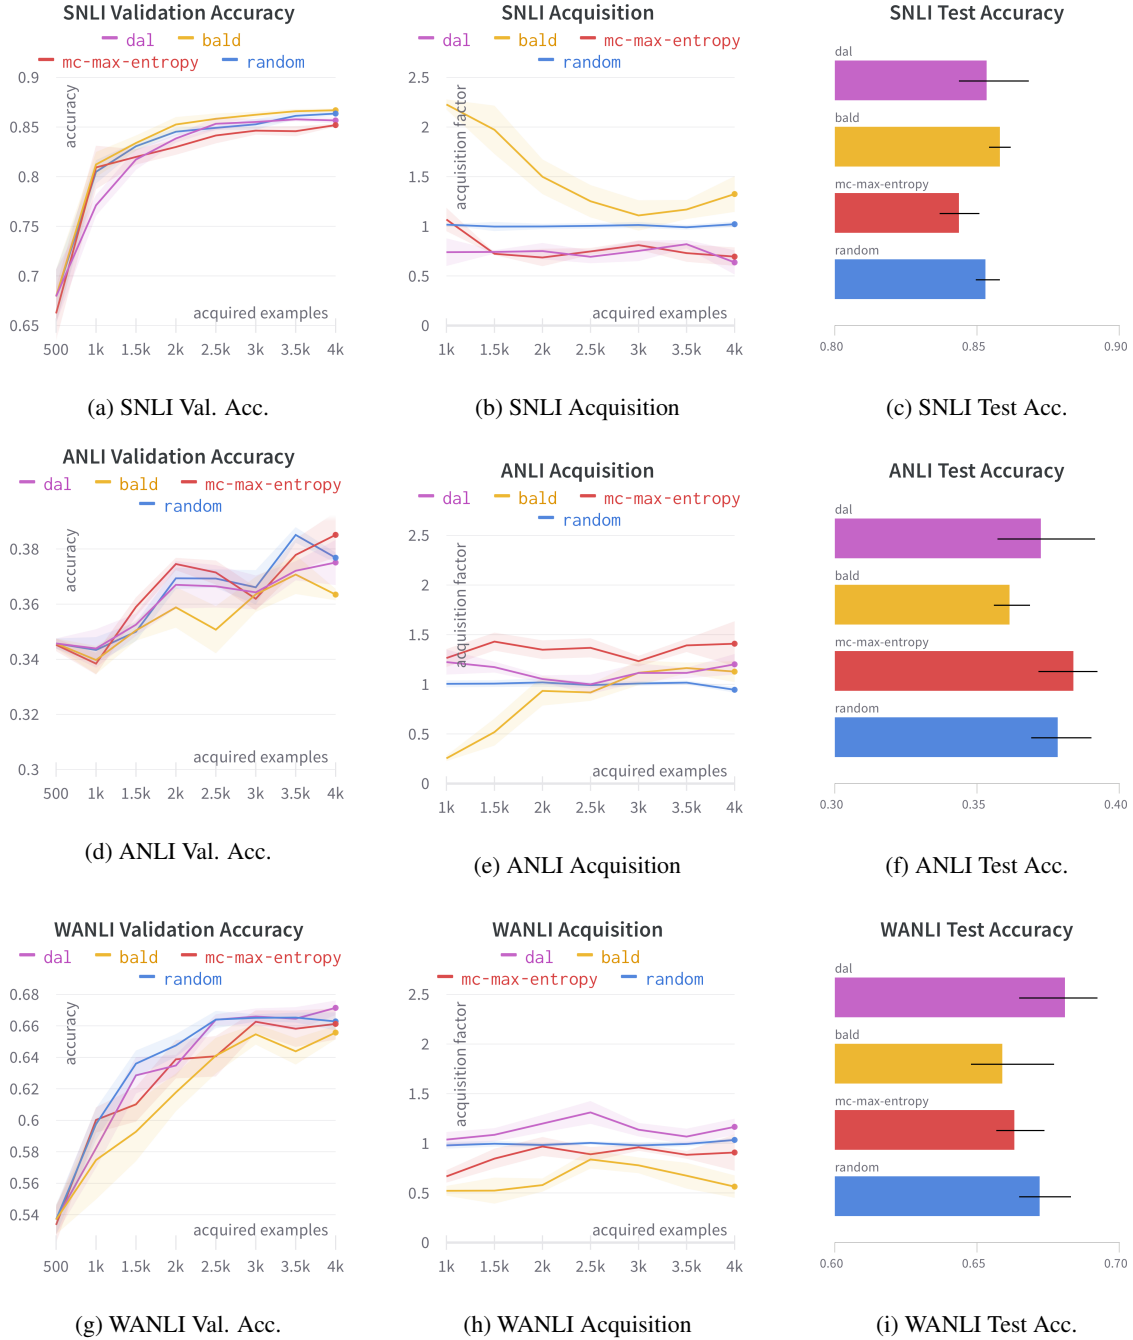 SNLI Validation Accuracy
dal bald
mc-max-entropy random
accuracy
0.9
0.85
0.8
0.75
0.7
0.65
acquired examples
500 1k 1.5k 2k 2.5k 3k 3.5k 4k
(a) SNLI Val. Acc.
SNLI Acquisition
dal bald mc-max-entropy
random
acquisition factor
2.5
2
1.5
1
0.5
0
acquired examples
1k 1.5k 2k 2.5k 3k 3.5k 4k
(b) SNLI Acquisition
SNLI Test Accuracy
dal
bald
mc-max-entropy
random
0.80 0.85 0.90
(c) SNLI Test Acc.
ANLI Validation Accuracy
dal bald mc-max-entropy
random
accuracy
0.38
0.36
0.34
0.32
0.3
acquired examples
500 1k 1.5k 2k 2.5k 3k 3.5k 4k
(d) ANLI Val. Acc.
ANLI Acquisition
dal bald mc-max-entropy
random
acquisition factor
2.5
2
1.5
1
0.5
0
acquired examples
1k 1.5k 2k 2.5k 3k 3.5k 4k
(e) ANLI Acquisition
ANLI Test Accuracy
dal
bald
mc-max-entropy
random
0.30 0.35 0.40
(f) ANLI Test Acc.
WANLI Validation Accuracy
dal bald mc-max-entropy
random
accuracy
0.68
0.66
0.64
0.62
0.6
0.58
0.56
0.54
acquired examples
500 1k 1.5k 2k 2.5k 3k 3.5k 4k
(g) WANLI Val. Acc.
WANLI Acquisition
dal bald
mc-max-entropy random
acquisition factor
2.5
2
1.5
1
0.5
0
acquired examples
1k 1.5k 2k 2.5k 3k 3.5k 4k
(h) WANLI Acquisition
WANLI Test Accuracy
dal
bald
mc-max-entropy
random
0.60 0.65 0.70
(i) WANLI Test Acc.